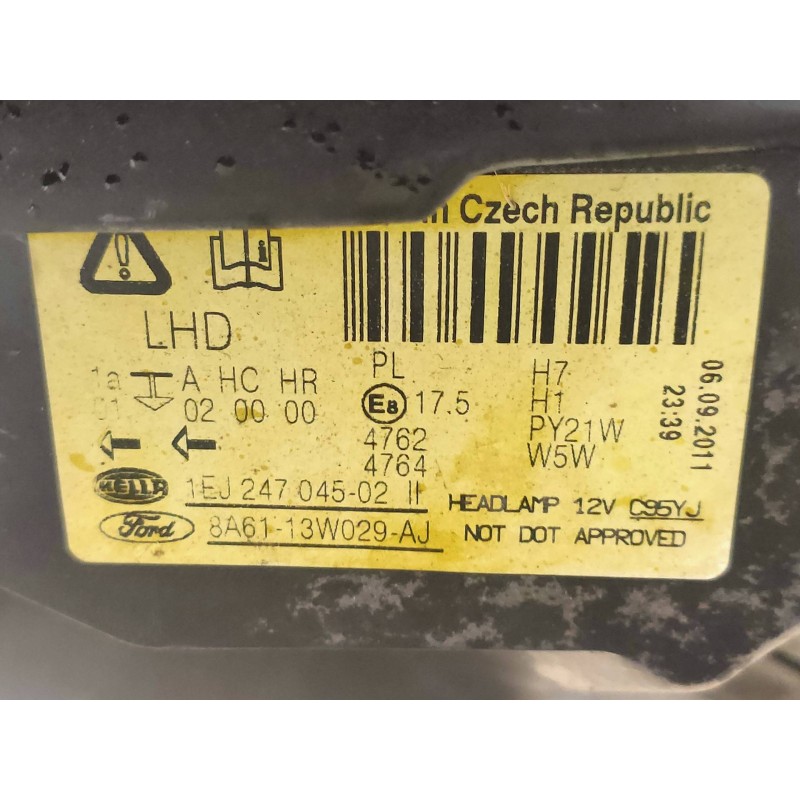 in Czech Republic
LHD
1a A HC HR PL H7
01 02 00 00 E8 17.5 H1
4762 PY21W
4764 W5W
06.09.2011
23:39
HELLA 1EJ 247 045-02 II
HEADLAMP 12V C95YJ
Ford 8A61-13W029-AJ
NOT DOT APPROVED